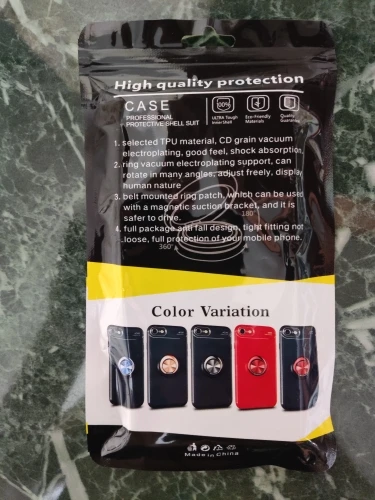 High quality protection
CASE
PROFESSIONAL
PROTECTIVE SHELL SUIT
00%
ULTRA Tough
Inner Shell
Eco-Friendly
Materials
Quality
Guarantee
1. selected TPU material, CD grain vacuum
electroplating, good feel, shock absorption.
2. ring vacuum electroplating support, can
rotate in many angles, adjust freely, display
human nature
3. belt mounted ring patch, which can be used
with a magnetic suction bracket, and it is
safer to drive.
180°
4. full package anti fall design, tight fitting not
loose, full protection of your mobile phone.
360°
Color Variation
Made in China